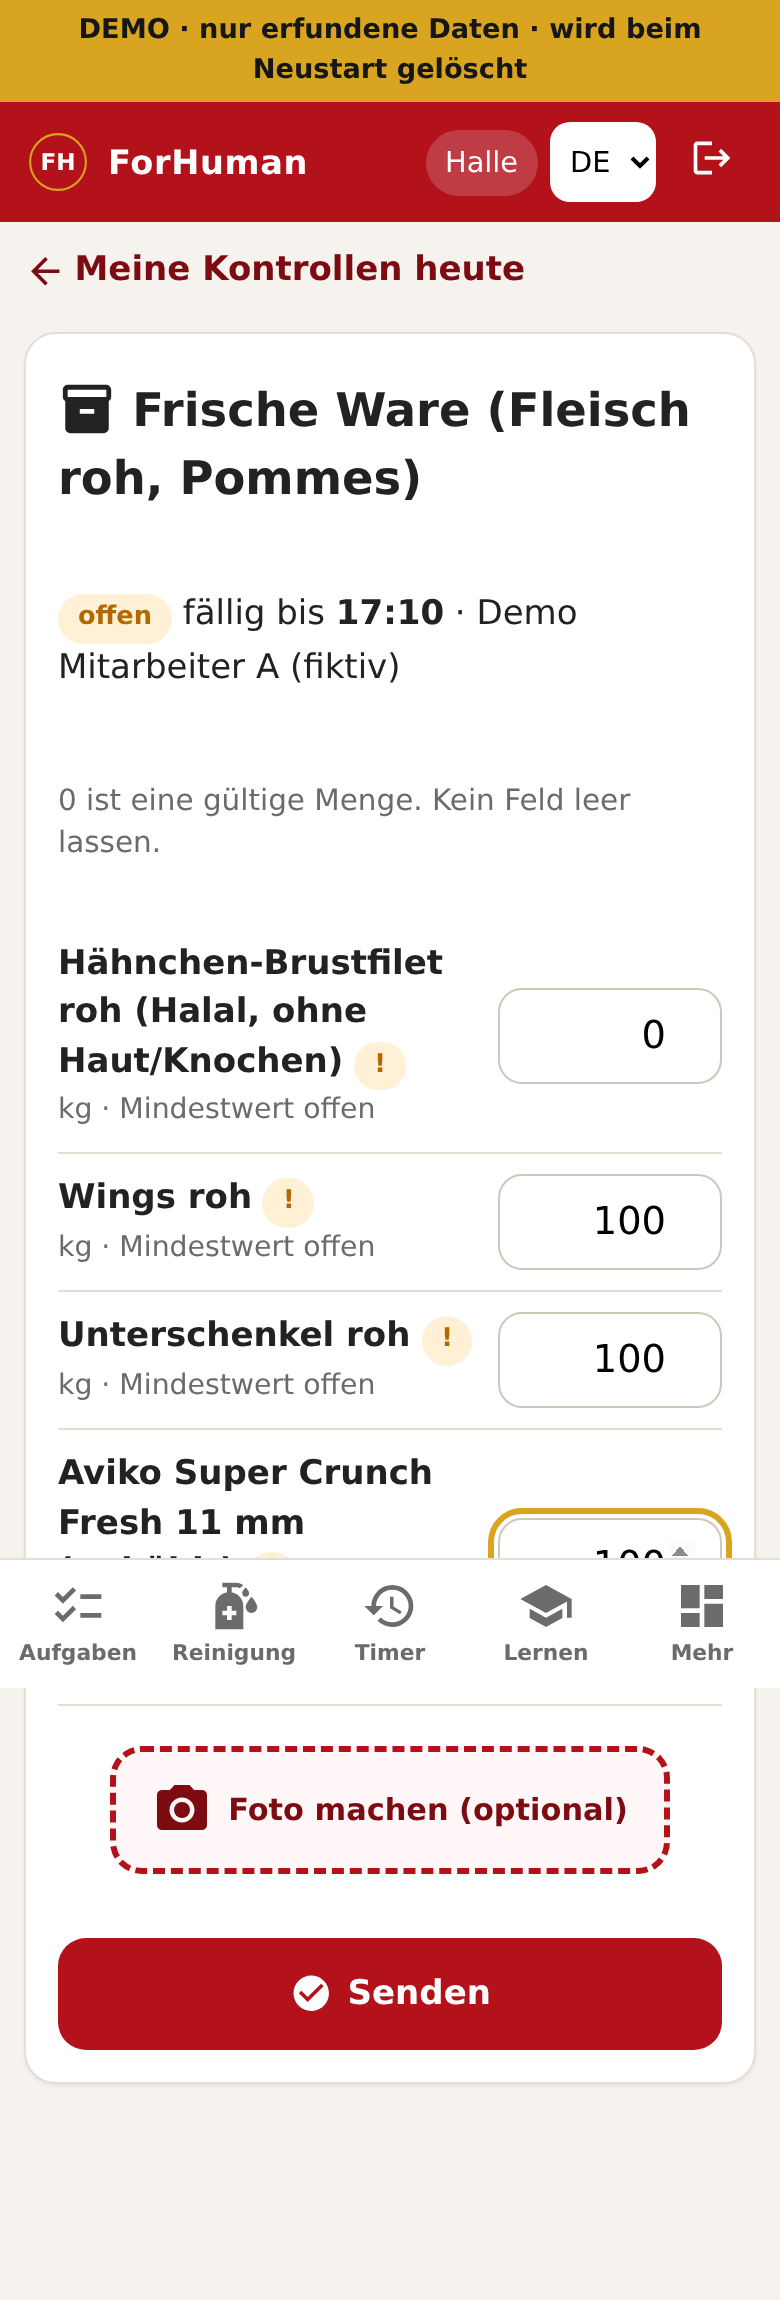 DEMO · nur erfundene Daten · wird beim
Neustart gelöscht
FH ForHuman Halle DE
← Meine Kontrollen heute
Frische Ware (Fleisch
roh, Pommes)
offen fällig bis 17:10 · Demo
Mitarbeiter A (fiktiv)
0 ist eine gültige Menge. Kein Feld leer
lassen.
Hähnchen-Brustfilet
roh (Halal, ohne
Haut/Knochen) !
kg · Mindestwert offen
0
Wings roh !
kg · Mindestwert offen
100
Unterschenkel roh !
kg · Mindestwert offen
100
Aviko Super Crunch
Fresh 11 mm
100
Aufgaben Reinigung Timer Lernen Mehr
Foto machen (optional)
Senden